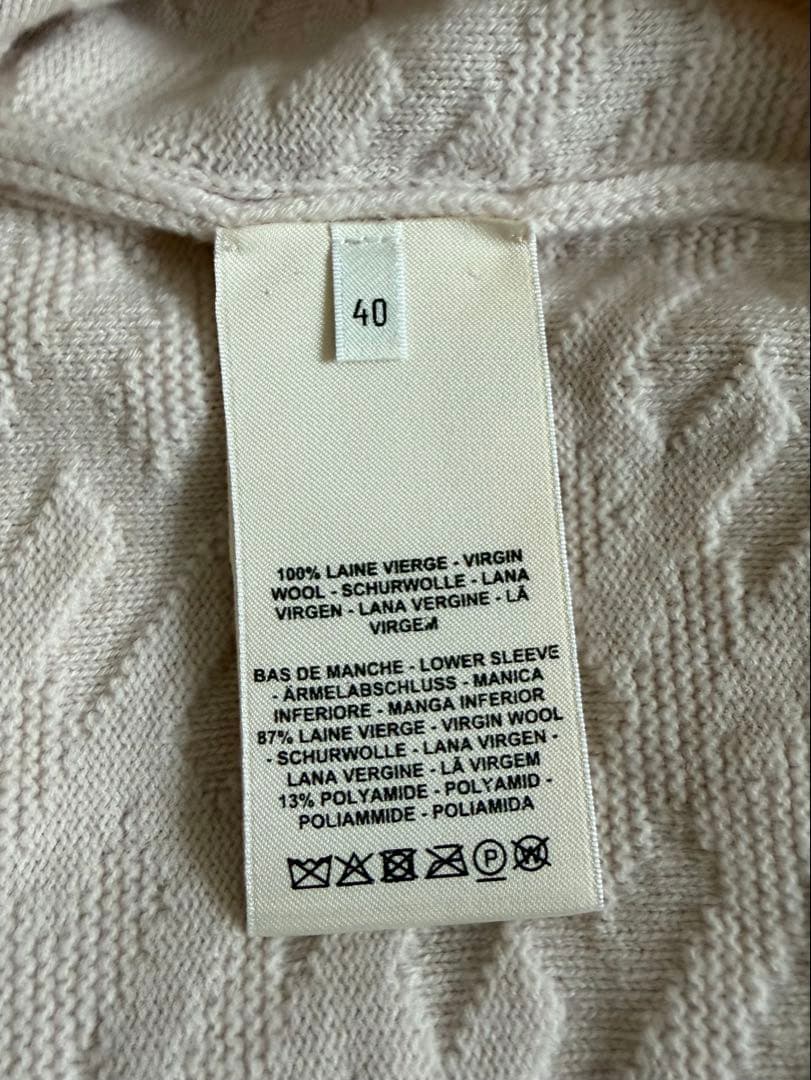 40
100% LAINE VIERGE - VIRGIN
WOOL - SCHURWOLLE - LANA
VIRGEN - LANA VERGINE - LÃ
VIRGEM
BAS DE MANCHE - LOWER SLEEVE
- ÄRMELABSCHLUSS - MANICA
INFERIORE - MANGA INFERIOR
87% LAINE VIERGE - VIRGIN WOOL
- SCHURWOLLE - LANA VIRGEN -
LANA VERGINE - LÃ VIRGEM
13% POLYAMIDE - POLYAMID -
POLIAMMIDE - POLIAMIDA
P W